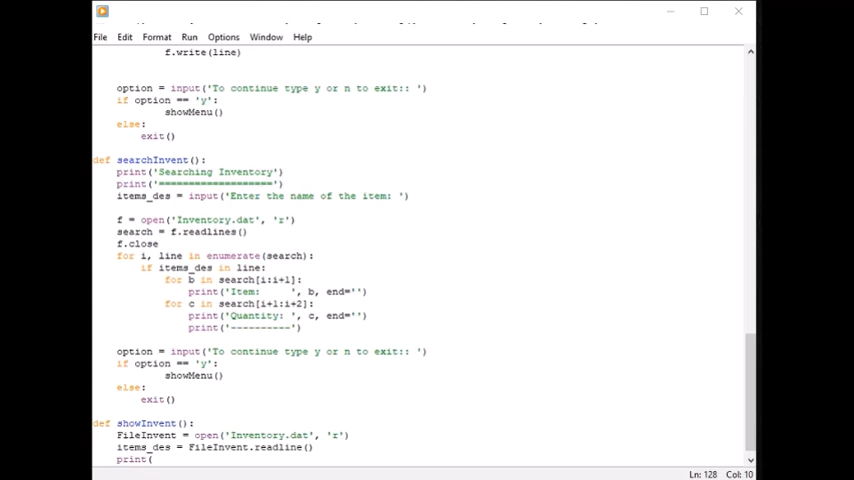 File Edit Format Run Options Window Help
f.write(line)
option = input('To continue type y or n to exit:: ')
if option == 'y':
showMenu()
else:
exit()
def searchInvent():
print('Searching Inventory')
print('===================')
items_des = input('Enter the name of the item: ')
f = open('Inventory.dat', 'r')
search = f.readlines()
f.close
for i, line in enumerate(search):
if items_des in line:
for b in search[i:i+1]:
print('Item:     ', b, end='')
for c in search[i+1:i+2]:
print('Quantity: ', c, end='')
print('----------')
option = input('To continue type y or n to exit:: ')
if option == 'y':
showMenu()
else:
exit()
def showInvent():
FileInvent = open('Inventory.dat', 'r')
items_des = FileInvent.readline()
print(
Ln: 128 Col: 10